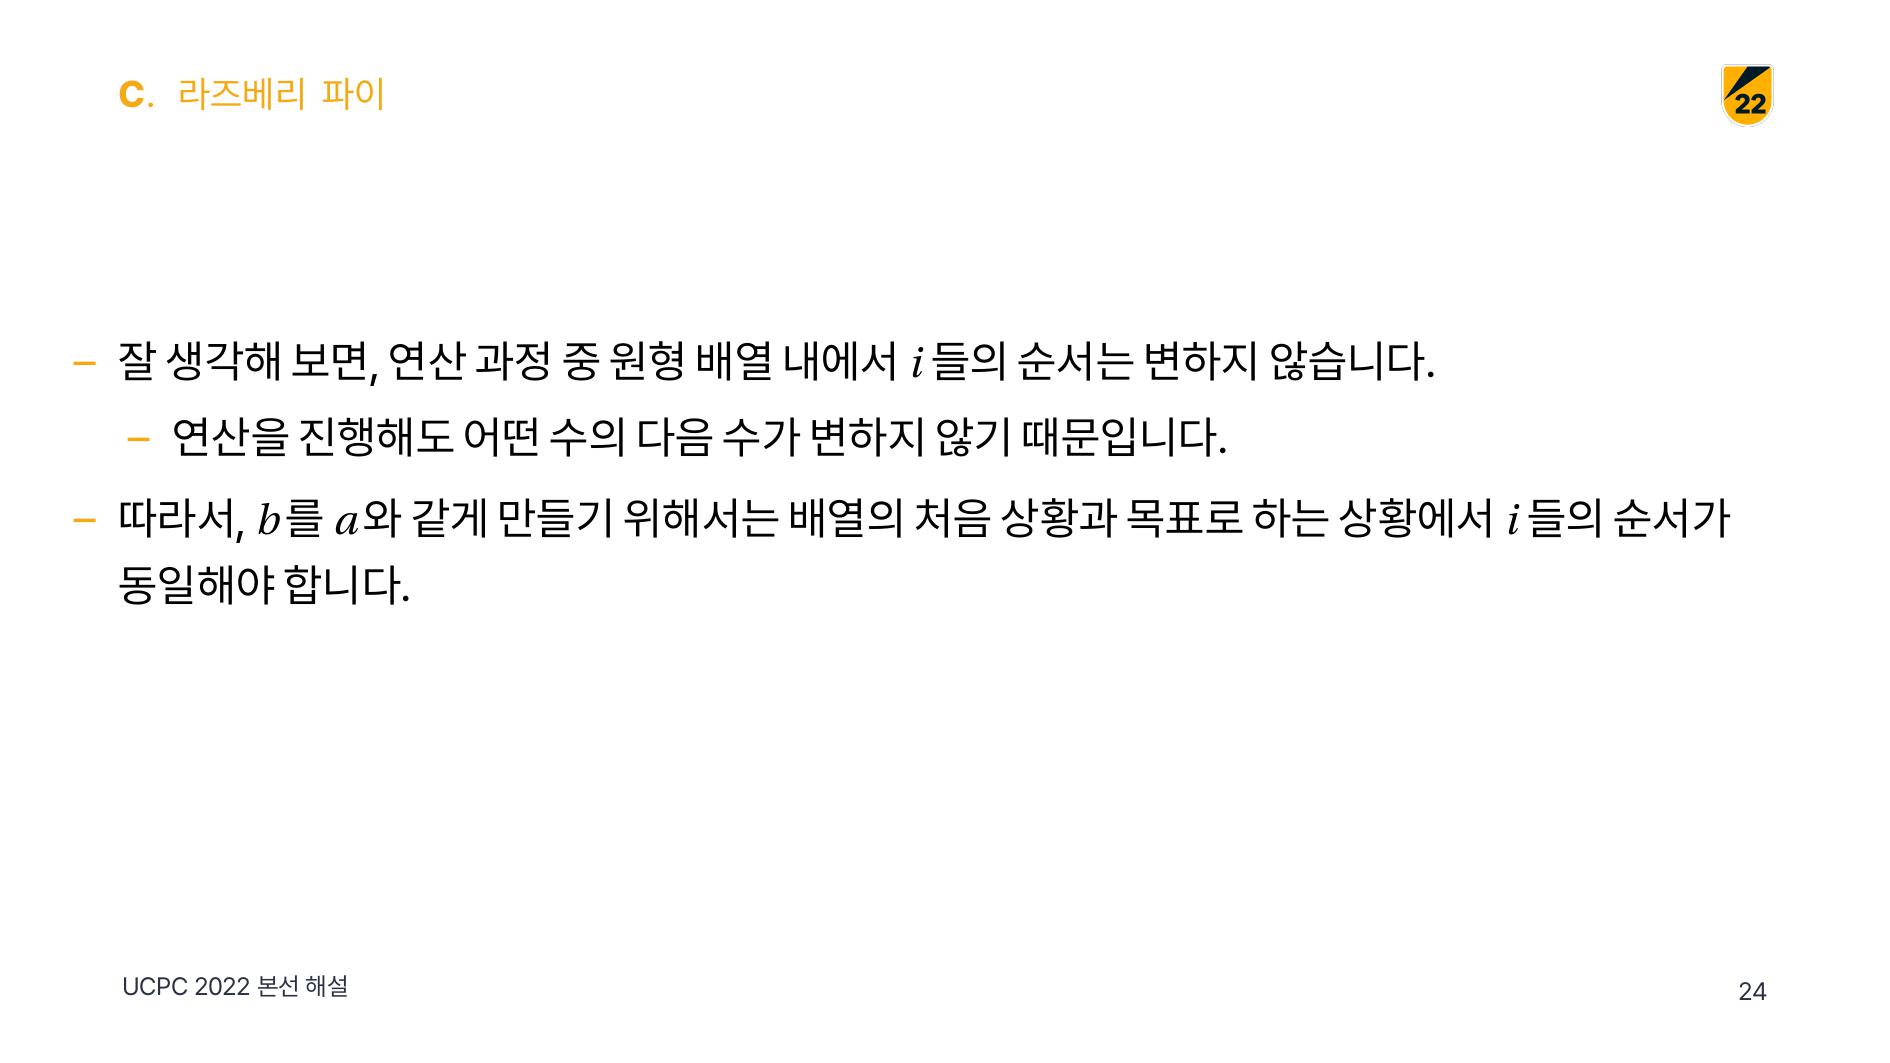 C. 라즈베리 파이
22
– 잘 생각해 보면, 연산 과정 중 원형 배열 내에서 i들의 순서는 변하지 않습니다.
– 연산을 진행해도 어떤 수의 다음 수가 변하지 않기 때문입니다.
– 따라서, b를 a와 같게 만들기 위해서는 배열의 처음 상황과 목표로 하는 상황에서 i들의 순서가
동일해야 합니다.
UCPC 2022 본선 해설
24